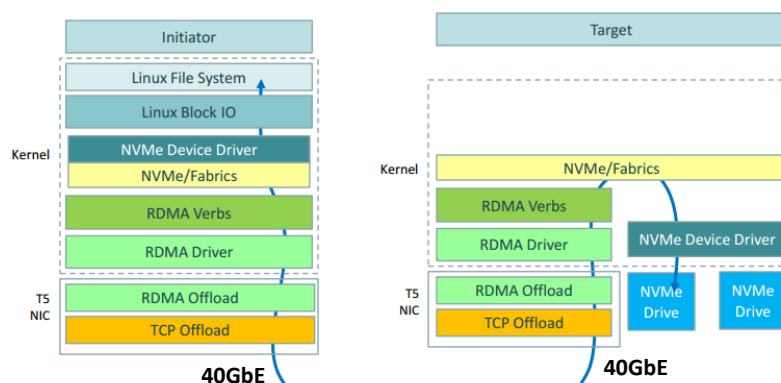 Initiator
Linux File System
Linux Block IO
Kernel
NVMe Device Driver
NVMe/Fabrics
RDMA Verbs
RDMA Driver
T5
NIC
RDMA Offload
TCP Offload
40GbE
Target
Kernel
NVMe/Fabrics
RDMA Verbs
RDMA Driver
NVMe Device Driver
T5
NIC
RDMA Offload
TCP Offload
NVMe
Drive
NVMe
Drive
40GbE